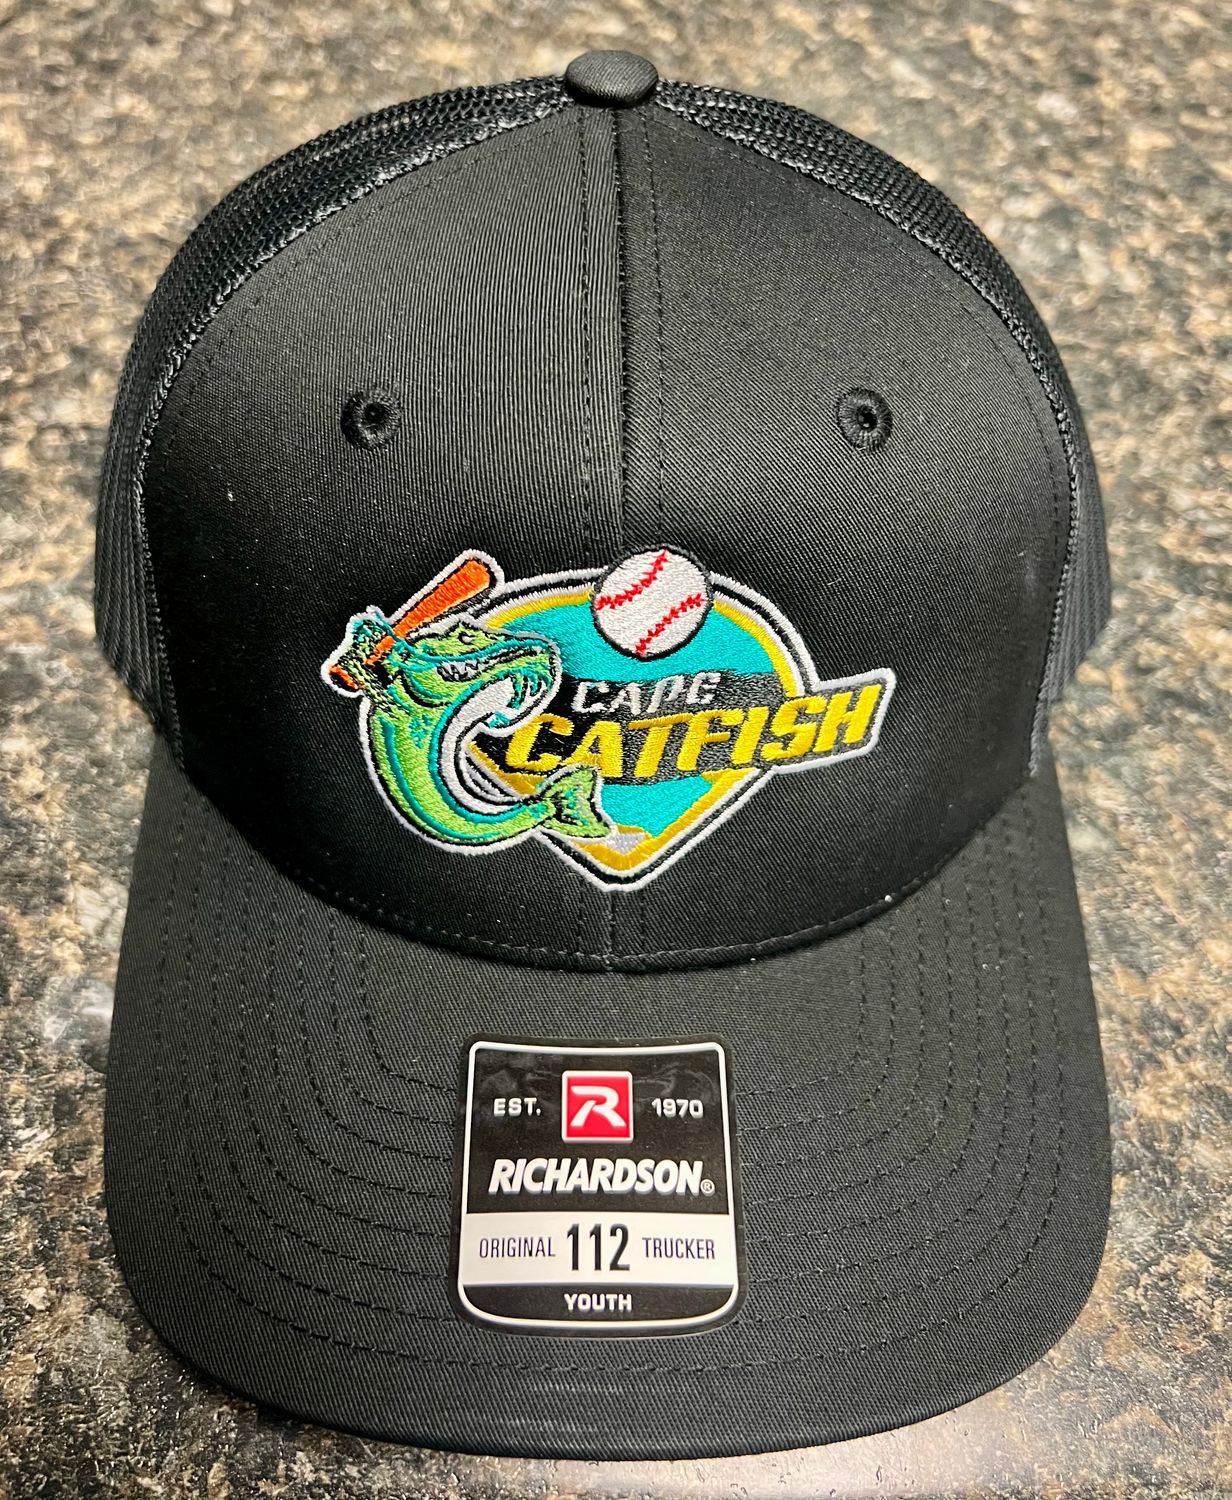 CAPE
CATFISH
EST. R 1970
RICHARDSON®
ORIGINAL 112 TRUCKER
YOUTH